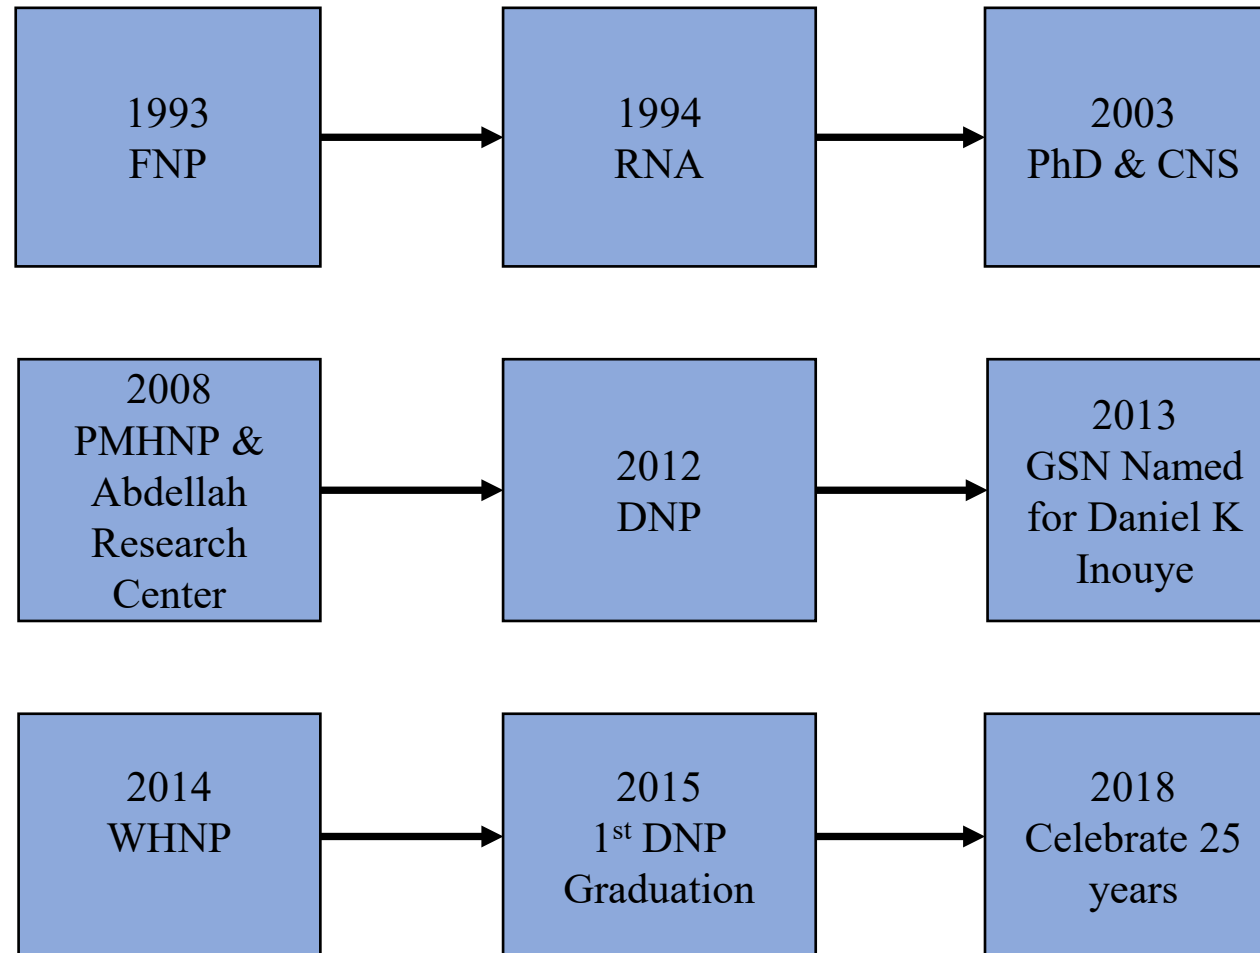 1993
FNP
1994
RNA
2003
PhD & CNS
2008
PMHNP &
Abdellah
Research
Center
2012
DNP
2013
GSN Named
for Daniel K
Inouye
2014
WHNP
2015
1st DNP
Graduation
2018
Celebrate 25
years